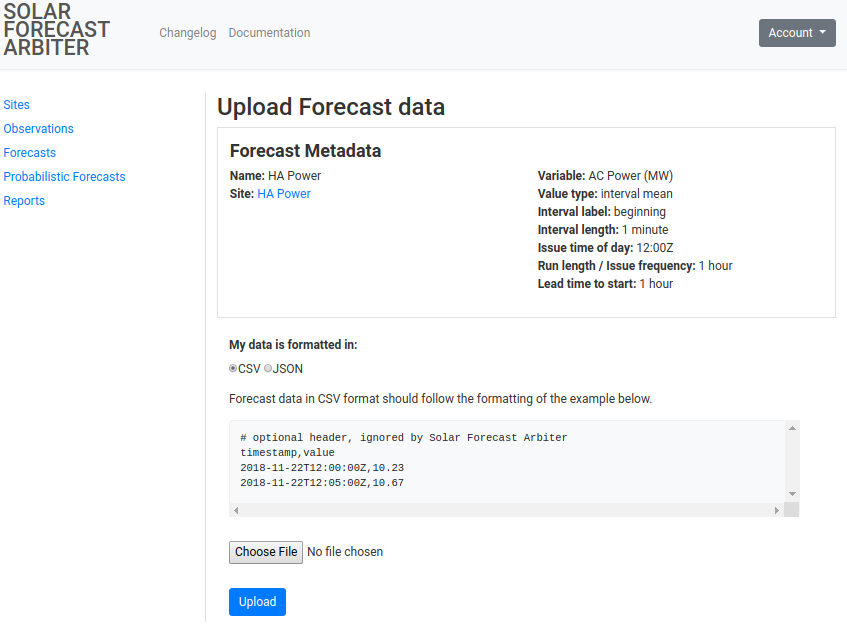 SOLAR
FORECAST
ARBITER
Changelog Documentation
Account
Sites
Observations
Forecasts
Probabilistic Forecasts
Reports
Upload Forecast data
Forecast Metadata
Name: HA Power
Site: HA Power
Variable: AC Power (MW)
Value type: interval mean
Interval label: beginning
Interval length: 1 minute
Issue time of day: 12:00Z
Run length / Issue frequency: 1 hour
Lead time to start: 1 hour
My data is formatted in:
CSV JSON
Forecast data in CSV format should follow the formatting of the example below.
# optional header, ignored by Solar Forecast Arbiter
timestamp,value
2018-11-22T12:00:00Z,10.23
2018-11-22T12:05:00Z,10.67
Choose File No file chosen
Upload